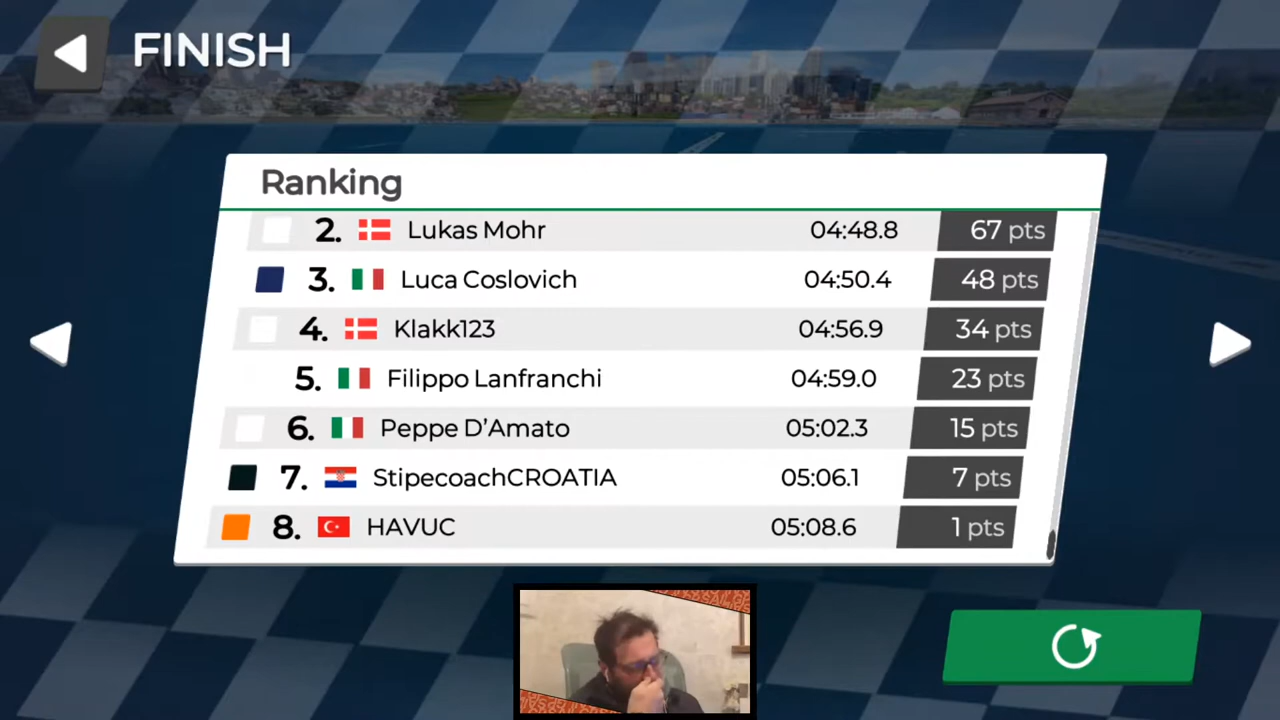 FINISH
Ranking
2. Lukas Mohr 04:48.8 67 pts
3. Luca Coslovich 04:50.4 48 pts
4. Klakk123 04:56.9 34 pts
5. Filippo Lanfranchi 04:59.0 23 pts
6. Peppe D’Amato 05:02.3 15 pts
7. StipecoachCROATIA 05:06.1 7 pts
8. HAVUC 05:08.6 1 pts